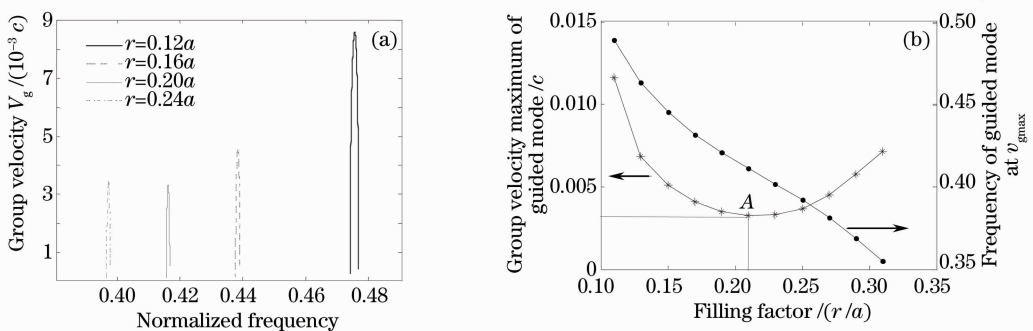 (a)
r=0.12a
r=0.16a
r=0.20a
r=0.24a
Group velocity Vg /(10⁻³ c)
9
7
5
3
1
0.40 0.42 0.44 0.46 0.48
Normalized frequency
(b)
Group velocity maximum of
guided mode /c
0.015
0.010
0.005
0
A
0.10 0.15 0.20 0.25 0.30 0.35
Filling factor /(r/a)
0.50
0.45
0.40
0.35
Frequency of guided mode
at vgmax